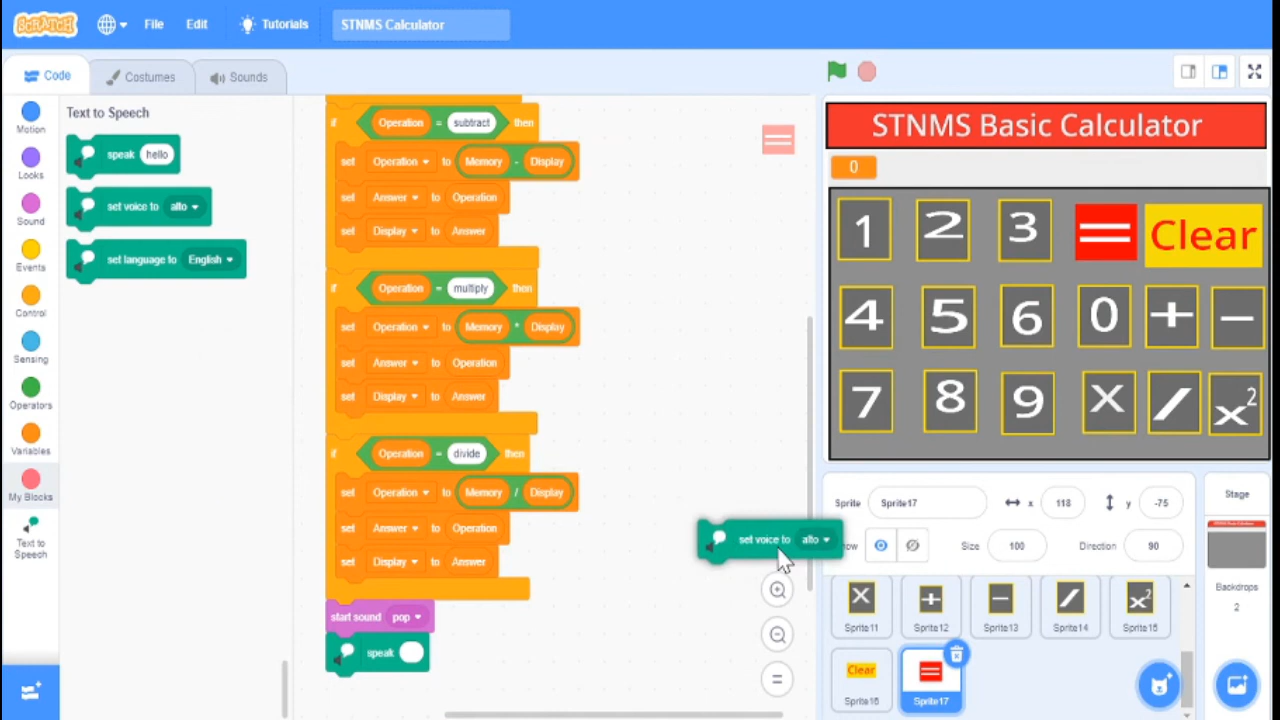 SCRATCH File Edit Tutorials STNMS Calculator
Code Costumes Sounds
Motion
Looks
Sound
Events
Control
Sensing
Operators
Variables
My Blocks
Text to
Speech
Text to Speech
speak hello
set voice to alto
set language to English
if Operation = subtract then
set Operation to Memory - Display
set Answer to Operation
set Display to Answer
if Operation = multiply then
set Operation to Memory * Display
set Answer to Operation
set Display to Answer
if Operation = divide then
set Operation to Memory / Display
set Answer to Operation
set Display to Answer
start sound pop
speak
set voice to alto
STNMS Basic Calculator
0
1 2 3 = Clear
4 5 6 0 + −
7 8 9 X / x²
Sprite Sprite17 x 118 y -75
Size 100 Direction 90
Sprite11 Sprite12 Sprite13 Sprite14 Sprite15
Clear
Sprite16 Sprite17
Stage
Backdrops
2